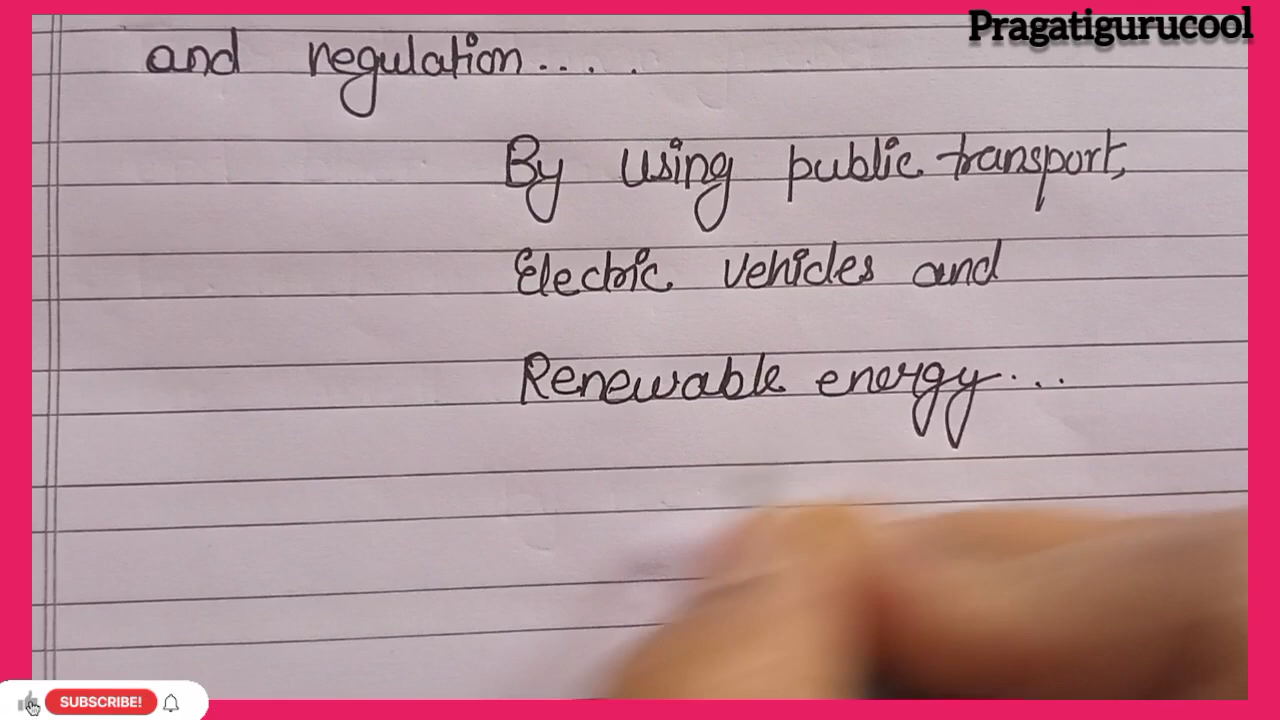 Pragatigurucool
and regulation....
By using public transport,
Electric vehicles and
Renewable energy...
SUBSCRIBE!